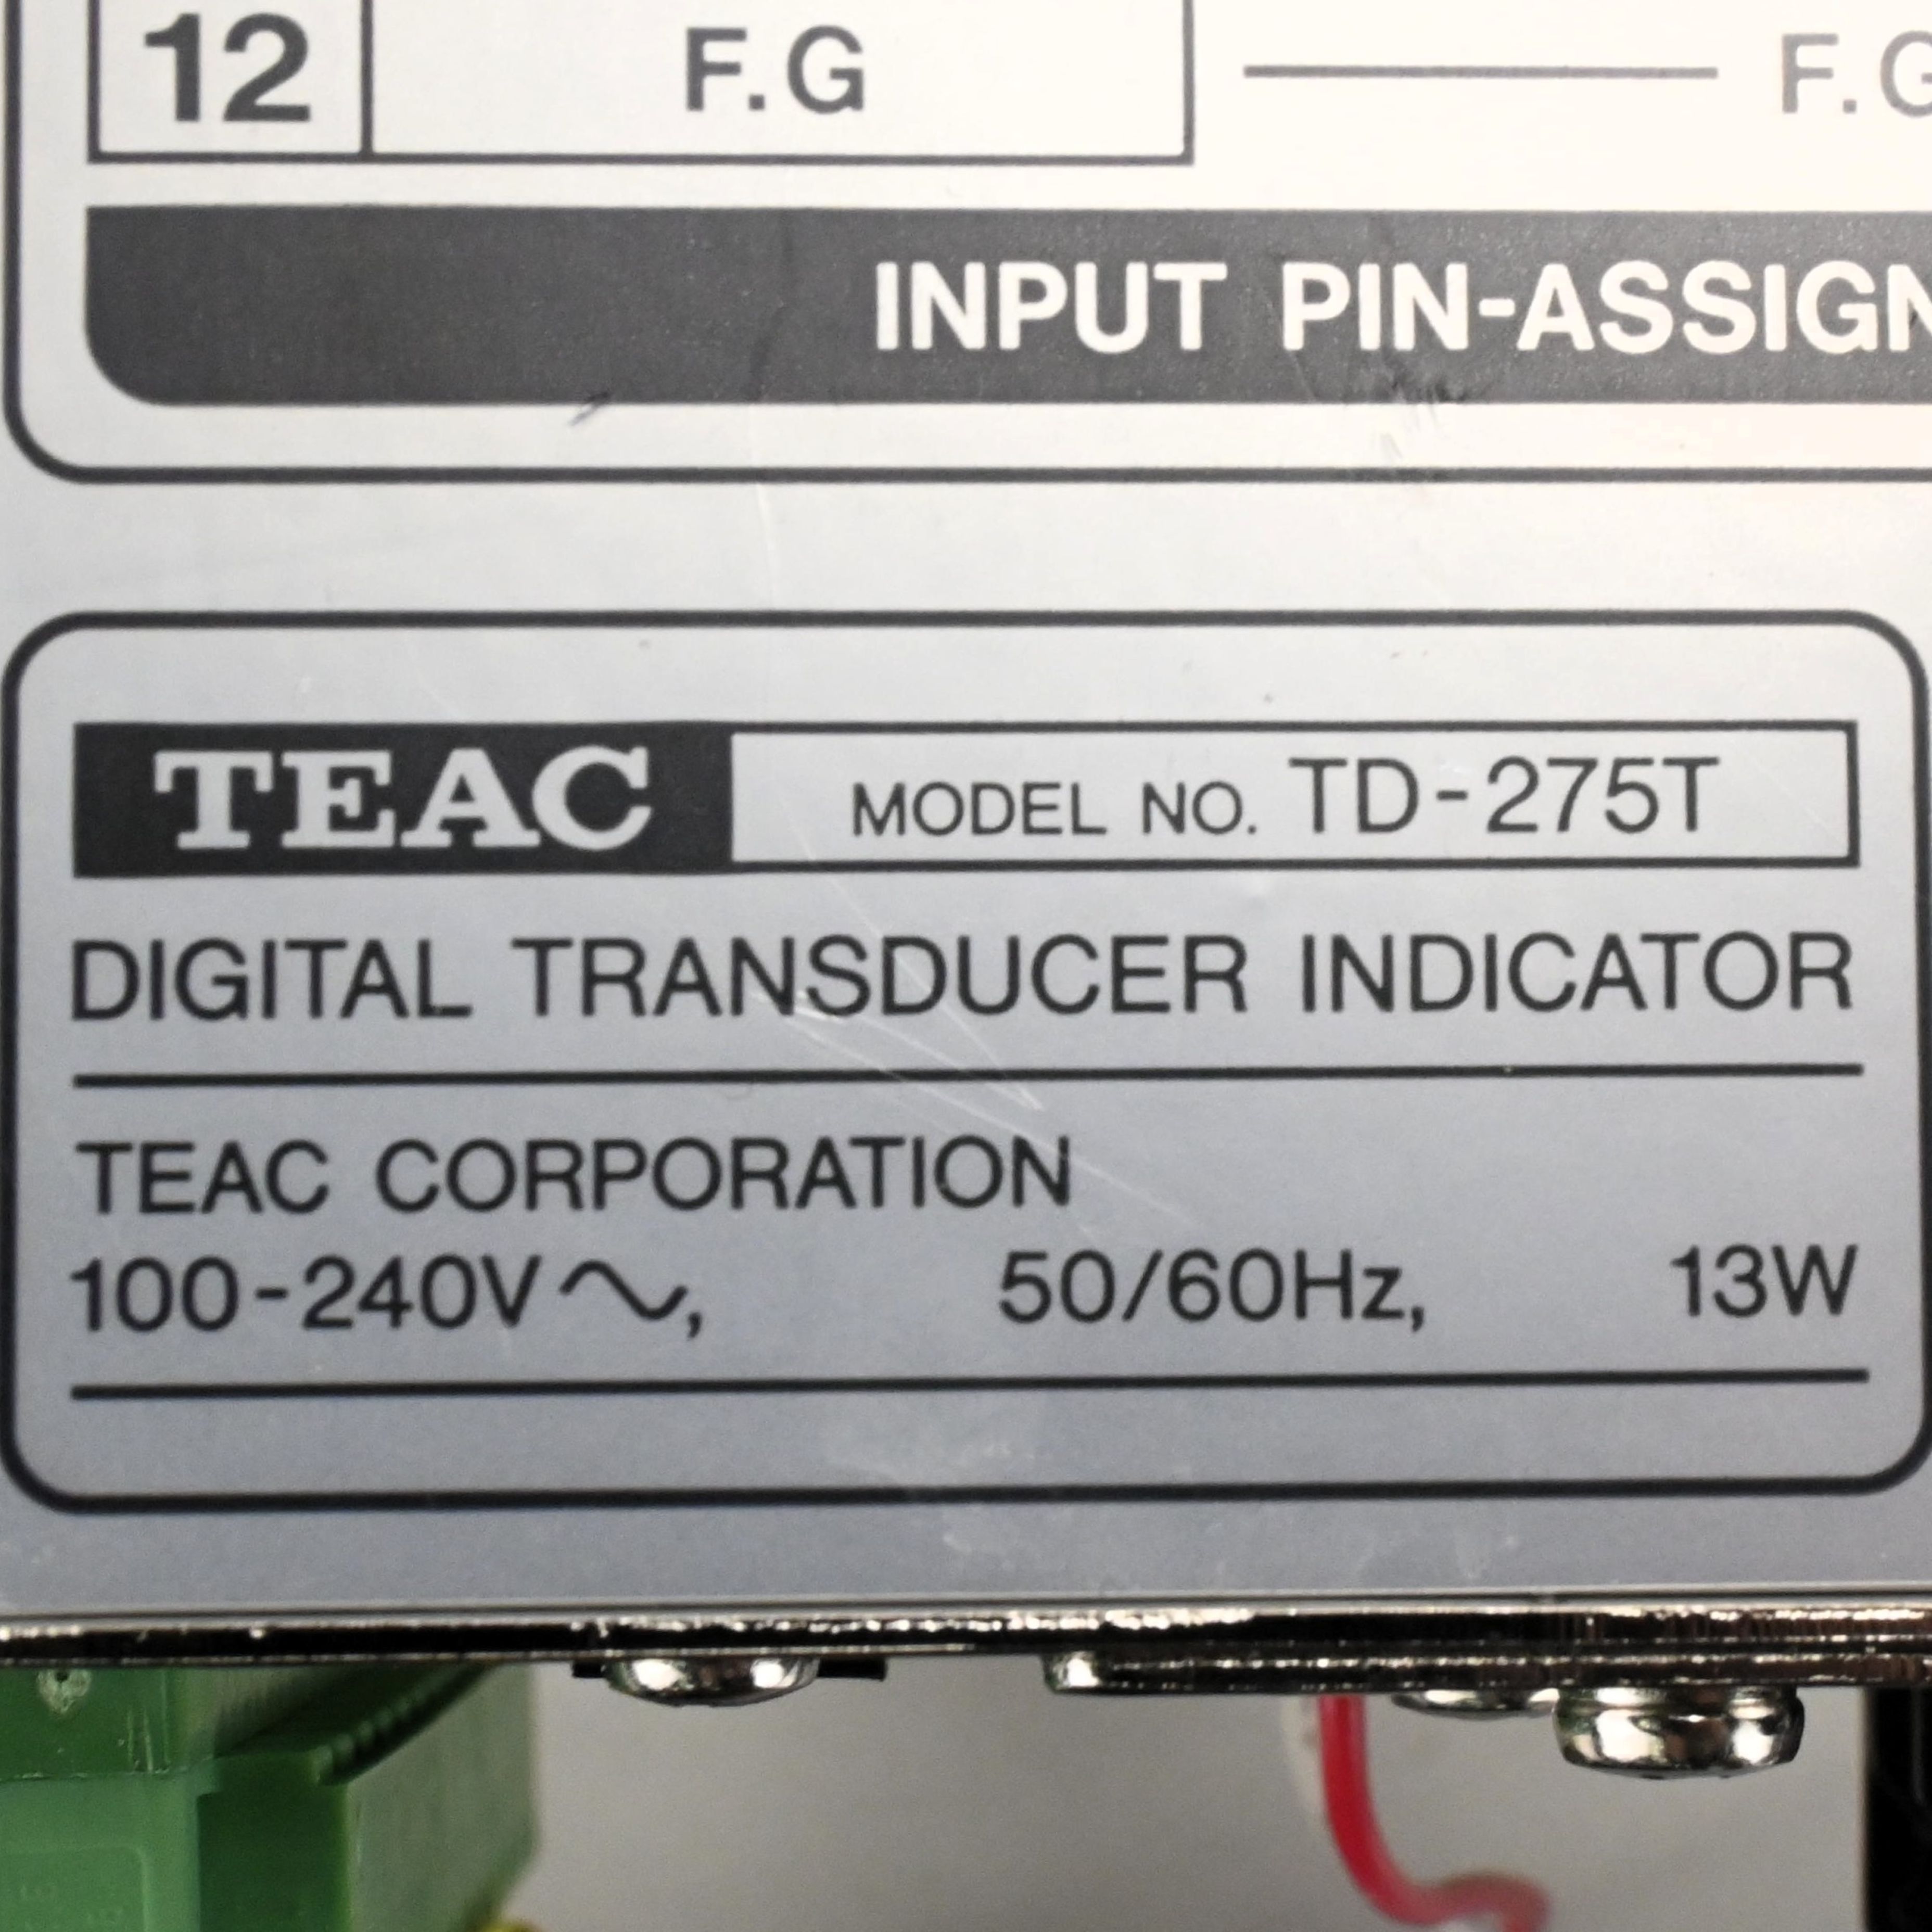 12 F.G F.G
INPUT PIN-ASSIGN
TEAC MODEL NO. TD-275T
DIGITAL TRANSDUCER INDICATOR
TEAC CORPORATION
100-240V∿, 50/60Hz, 13W